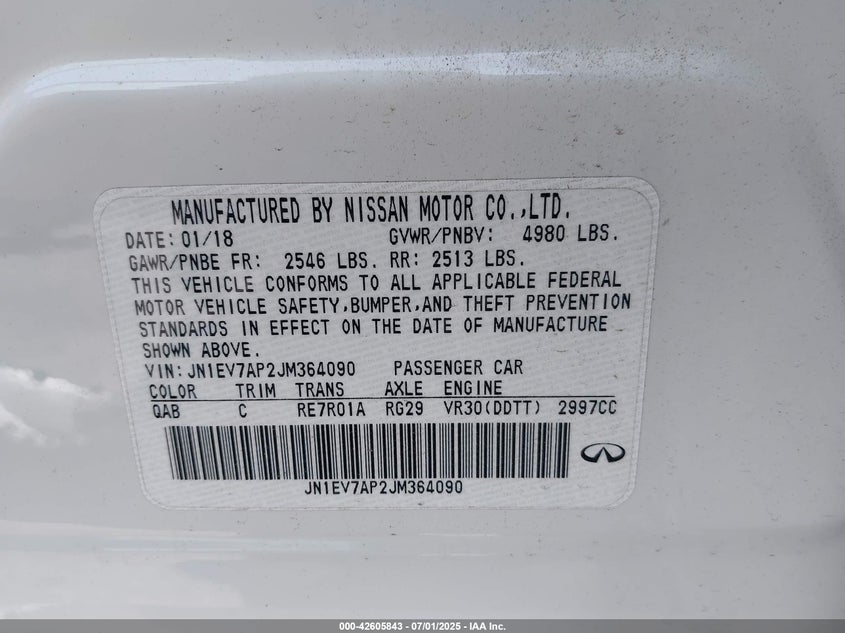 MANUFACTURED BY NISSAN MOTOR CO.,LTD.
DATE: 01/18 GVWR/PNBV: 4980 LBS.
GAWR/PNBE FR: 2546 LBS. RR: 2513 LBS.
THIS VEHICLE CONFORMS TO ALL APPLICABLE FEDERAL
MOTOR VEHICLE SAFETY,BUMPER,AND THEFT PREVENTION
STANDARDS IN EFFECT ON THE DATE OF MANUFACTURE
SHOWN ABOVE.
VIN:JN1EV7AP2JM364090 PASSENGER CAR
COLOR TRIM TRANS AXLE ENGINE
QAB C RE7R01A RG29 VR30(DDTT) 2997CC
JN1EV7AP2JM364090
000-42605843 / 07/01/2025 - IAA Inc.